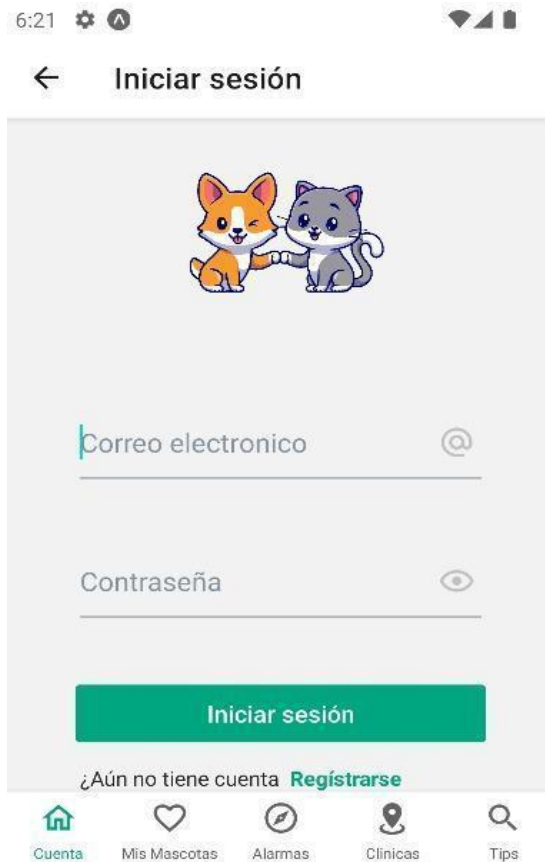 6:21
Iniciar sesión
Correo electronico
Contraseña
Iniciar sesión
¿Aún no tiene cuenta Regístrarse
Cuenta Mis Mascotas Alarmas Clinicas Tips